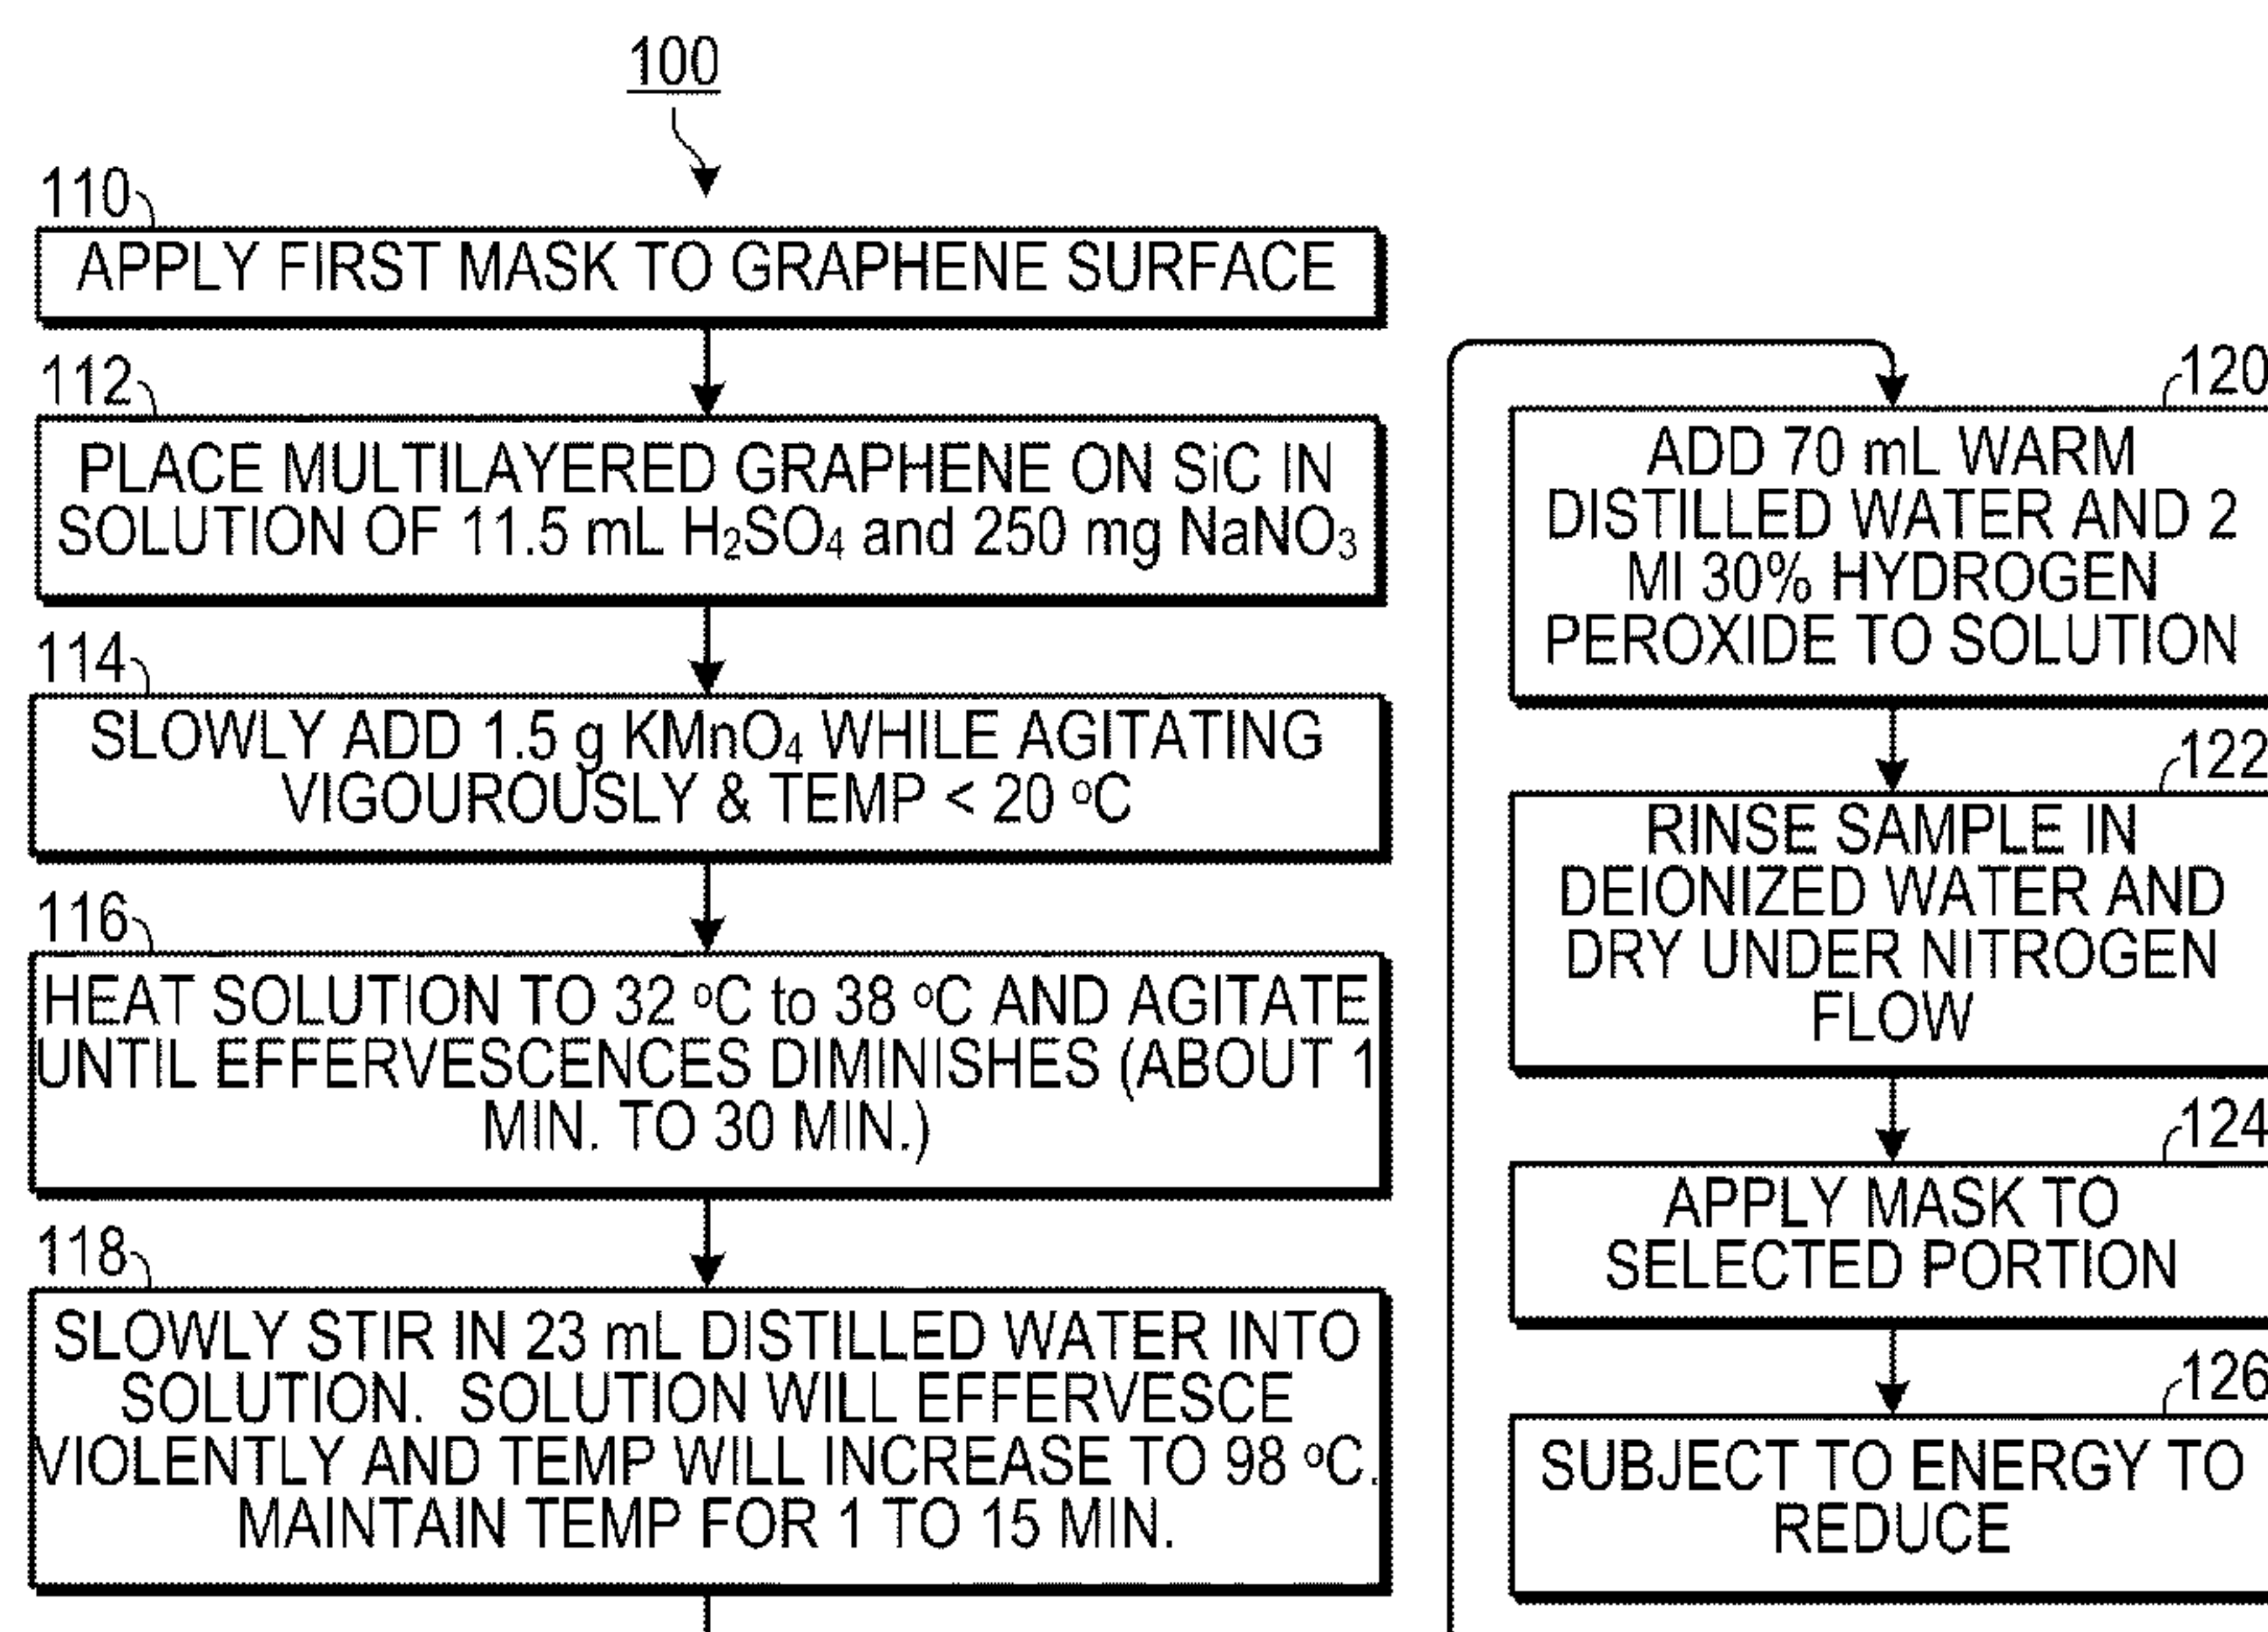 100
110
APPLY FIRST MASK TO GRAPHENE SURFACE
112
PLACE MULTILAYERED GRAPHENE ON SiC IN
SOLUTION OF 11.5 mL H₂SO₄ and 250 mg NaNO₃
114
SLOWLY ADD 1.5 g KMnO₄ WHILE AGITATING
VIGOUROUSLY & TEMP < 20 ºC
116
HEAT SOLUTION TO 32 ºC to 38 ºC AND AGITATE
UNTIL EFFERVESCENCES DIMINISHES (ABOUT 1
MIN. TO 30 MIN.)
118
SLOWLY STIR IN 23 mL DISTILLED WATER INTO
SOLUTION. SOLUTION WILL EFFERVESCE
VIOLENTLY AND TEMP WILL INCREASE TO 98 ºC.
MAINTAIN TEMP FOR 1 TO 15 MIN.
120
ADD 70 mL WARM
DISTILLED WATER AND 2
Ml 30% HYDROGEN
PEROXIDE TO SOLUTION
122
RINSE SAMPLE IN
DEIONIZED WATER AND
DRY UNDER NITROGEN
FLOW
124
APPLY MASK TO
SELECTED PORTION
126
SUBJECT TO ENERGY TO
REDUCE